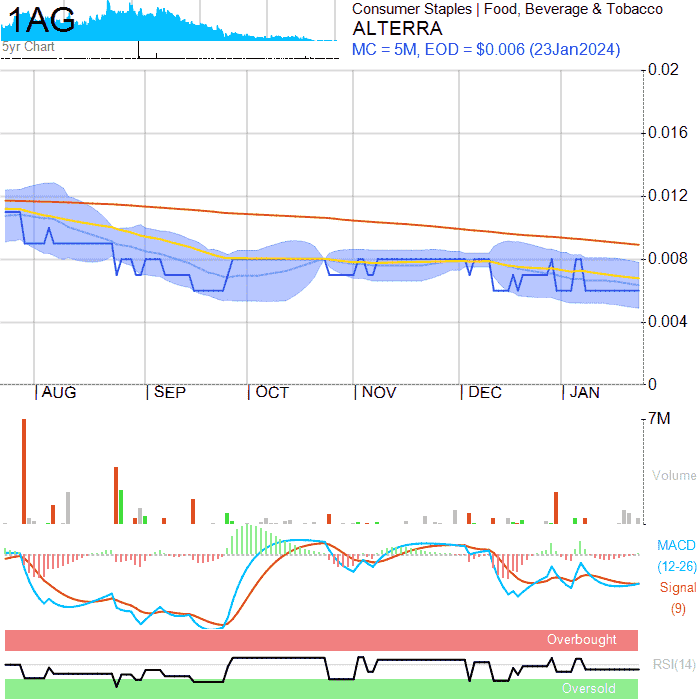 1AG
5yr Chart
Consumer Staples | Food, Beverage & Tobacco
ALTERRA
MC = 5M, EOD = $0.006 (23Jan2024)
0.02
0.016
0.012
0.008
0.004
0
| AUG | SEP | OCT | NOV | DEC | JAN
7M
Volume
MACD
(12-26)
Signal
(9)
Overbought
RSI(14)
Oversold